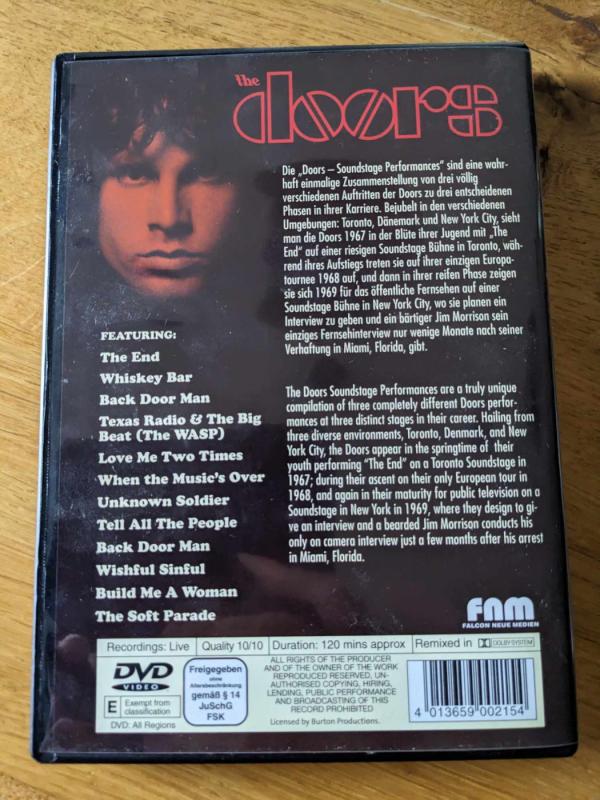 the
doors
Die „Doors – Soundstage Performances" sind eine wahr-
haft einmalige Zusammenstellung von drei völlig
verschiedenen Auftritten der Doors zu drei entscheidenen
Phasen in ihrer Karriere. Bejubelt in den verschiedenen
Umgebungen: Toronto, Dänemark und New York City, sieht
man die Doors 1967 in der Blüte ihrer Jugend mit „The
End" auf einer riesigen Soundstage Bühne in Toronto, wäh-
rend ihres Aufstiegs treten sie auf ihrer einzigen Europa-
tournee 1968 auf, und dann in ihrer reifen Phase zeigen
sie sich 1969 für das öffentliche Fernsehen auf einer
Soundstage Bühne in New York City, wo sie planen ein
Interview zu geben und ein bärtiger Jim Morrison sein
einziges Fernsehinterview nur wenige Monate nach seiner
Verhaftung in Miami, Florida, gibt.
The Doors Soundstage Performances are a truly unique
compilation of three completely different Doors perfor-
mances at three distinct stages in their career. Hailing from
three diverse environments, Toronto, Denmark, and New
York City, the Doors appear in the springtime of their
youth performing "The End" on a Toronto Soundstage in
1967; during their ascent on their only European tour in
1968, and again in their maturity for public television on a
Soundstage in New York in 1969, where they design to gi-
ve an interview and a bearded Jim Morrison conducts his
only on camera interview just a few months after his arrest
in Miami, Florida.
FEATURING:
The End
Whiskey Bar
Back Door Man
Texas Radio & The Big
Beat (The WASP)
Love Me Two Times
When the Music's Over
Unknown Soldier
Tell All The People
Back Door Man
Wishful Sinful
Build Me A Woman
The Soft Parade
fnm
FALCON NEUE MEDIEN
Recordings: Live Quality 10/10 Duration: 120 mins approx Remixed in DOLBY SYSTEM
DVD
VIDEO
E Exempt from
classification
DVD: All Regions
Freigegeben
ohne
Altersbeschränkung
gemäß § 14
JuSchG
FSK
ALL RIGHTS OF THE PRODUCER
AND OF THE OWNER OF THE WORK
REPRODUCED RESERVED, UN-
AUTHORISED COPYING, HIRING,
LENDING, PUBLIC PERFORMANCE
AND BROADCASTING OF THIS
RECORD PROHIBITED
Licensed by Burton Productions.
4 013659 002154